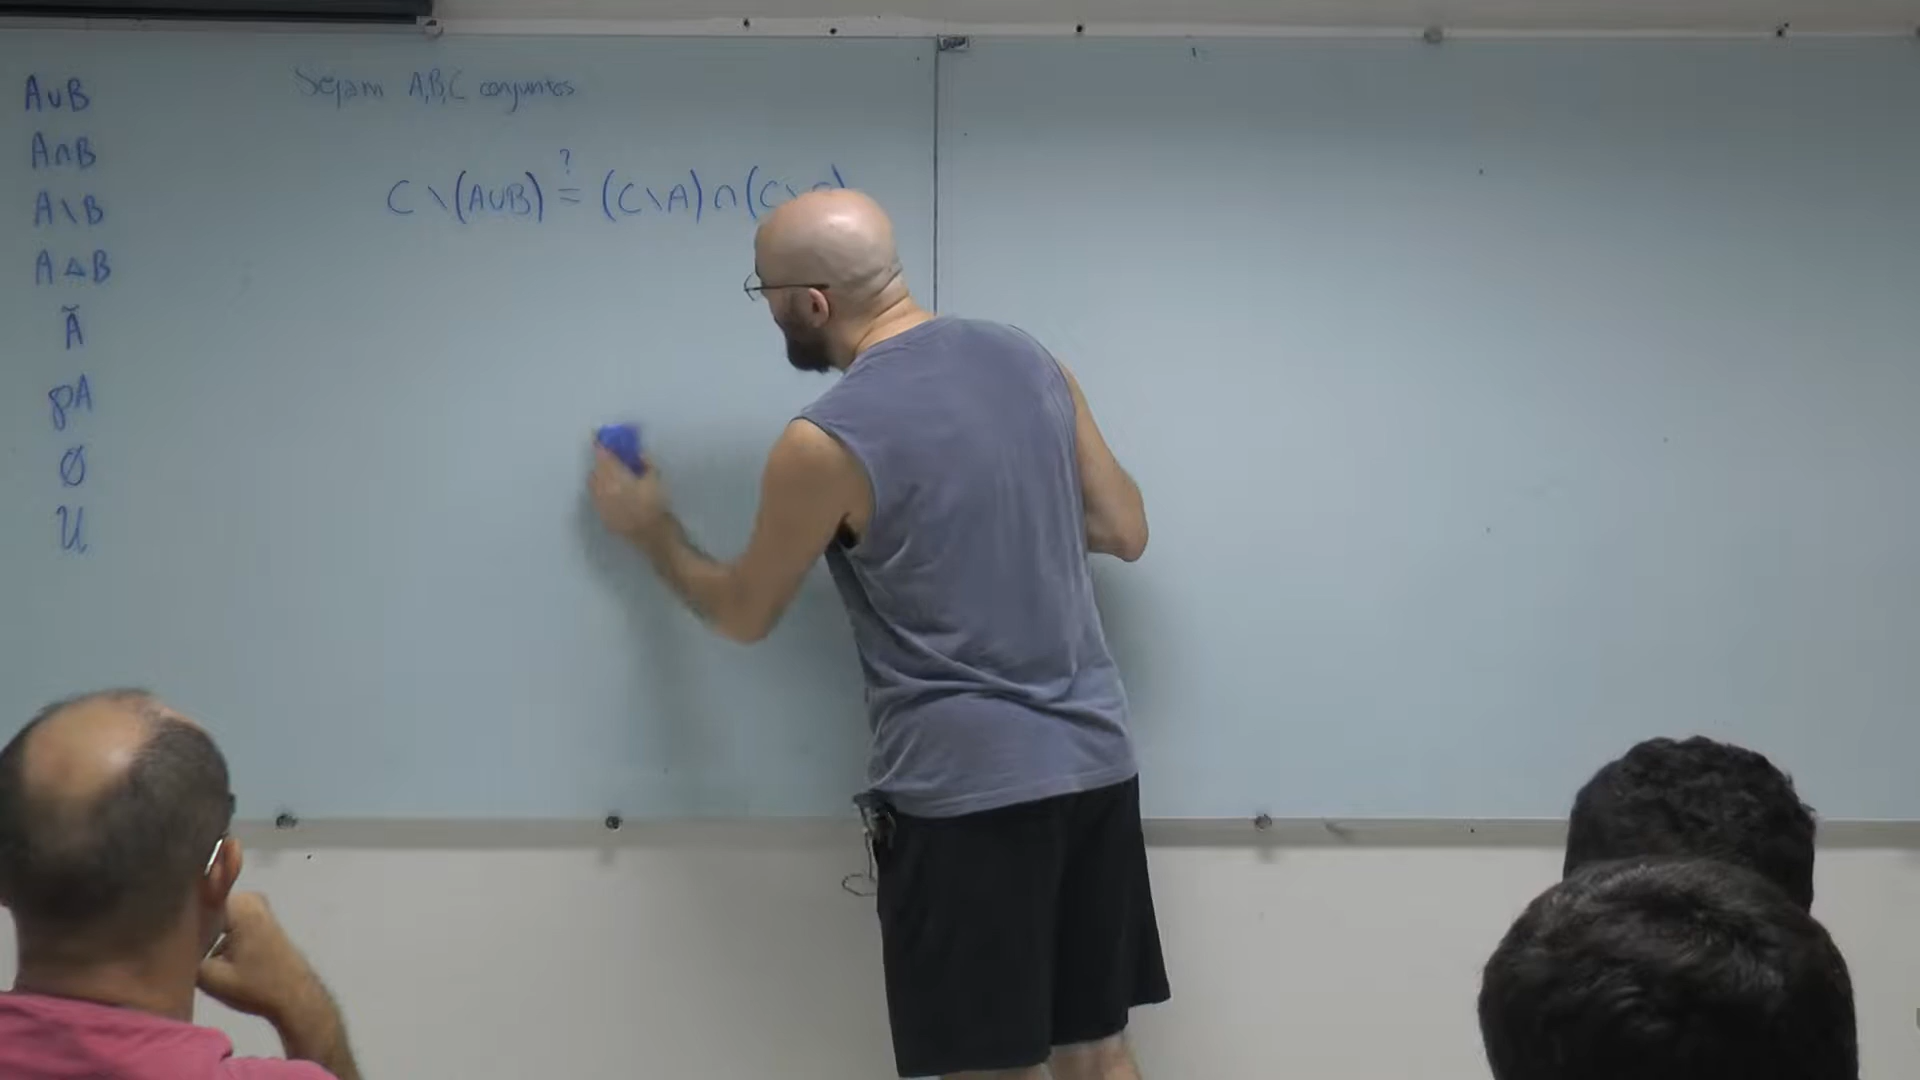 A∪B
A∩B
A\B
A△B
Ă
℘A
∅
U
Sejam A,B,C conjuntos
?
C\(A∪B) = (C\A)∩(C\